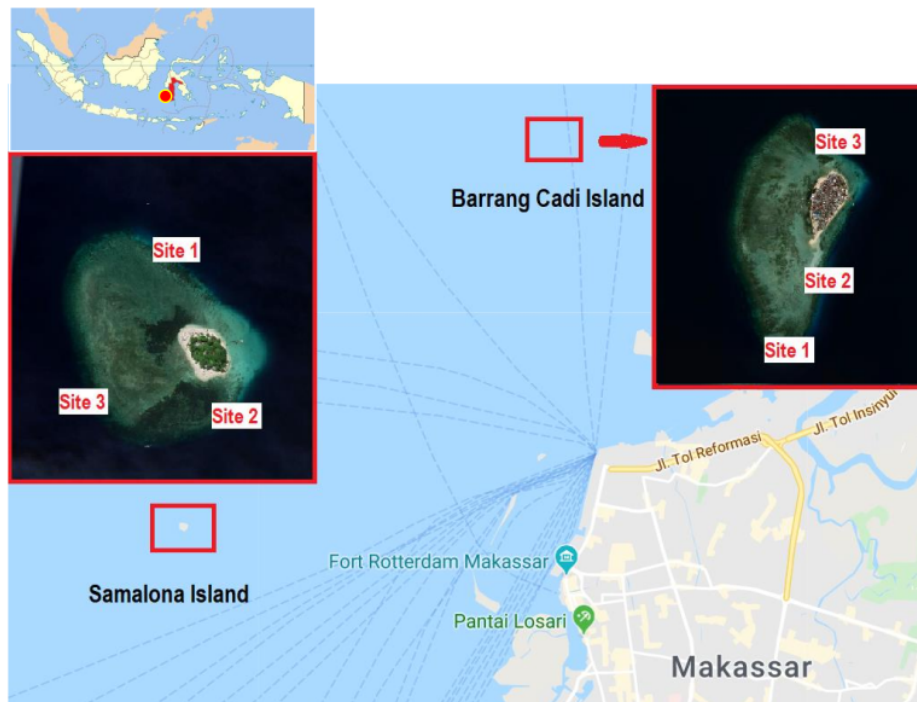 Barrang Cadi Island
Site 3
Site 2
Site 1
Site 1
Site 3
Site 2
Samalona Island
Jl. Tol Reformasi
Jl. Tol Insinyur
Fort Rotterdam Makassar
Pantai Losari
Makassar